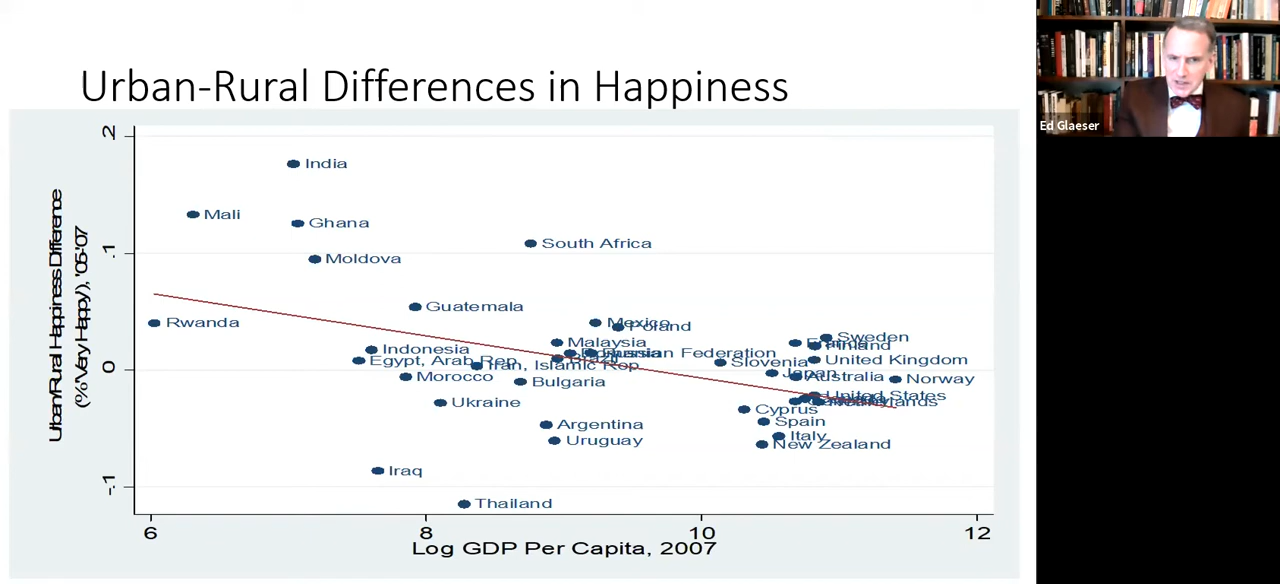 Urban-Rural Differences in Happiness
Ed Glaeser
Urban/Rural Happiness Difference
(%'Very Happy'), '05-'07
.2
India
Mali
Ghana
South Africa
.1
Moldova
Guatemala
Rwanda
Mexico
Poland
Sweden
Malaysia
Finland
Indonesia
Russian Federation
Egypt, Arab Rep
Brazil
United Kingdom
Iran, Islamic Rep
Slovenia
0
Japan
Morocco
Australia
Norway
Bulgaria
United States
Ukraine
Cyprus
Argentina
Spain
Italy
Uruguay
New Zealand
Iraq
-.1
Thailand
6
8
10
12
Log GDP Per Capita, 2007